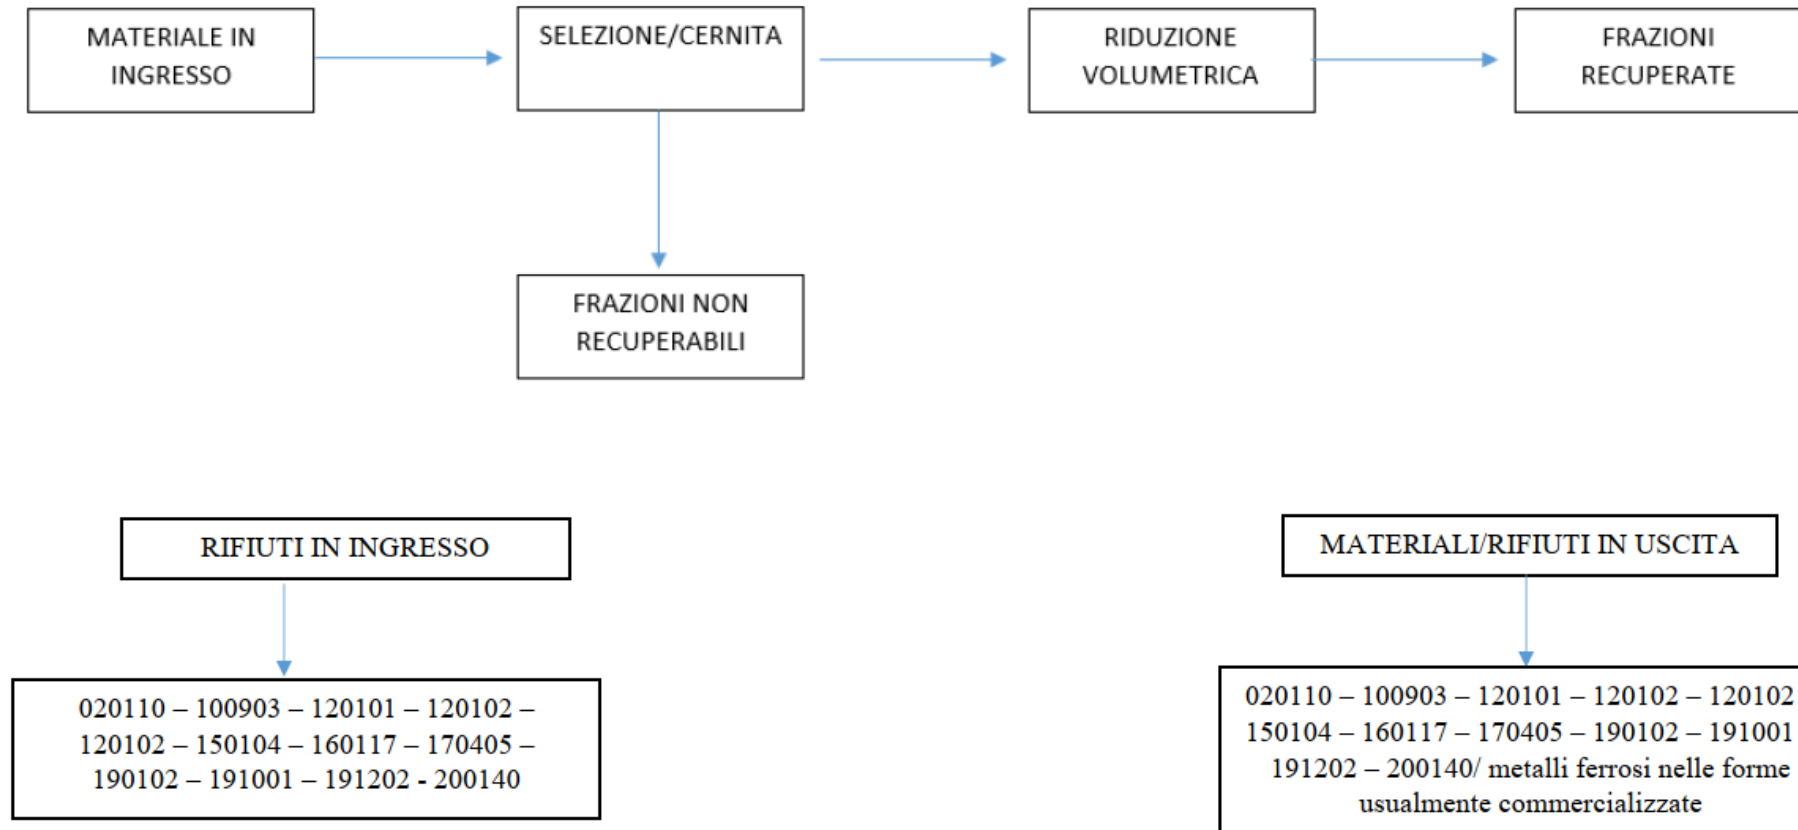 MATERIALE IN
INGRESSO
SELEZIONE/CERNITA
RIDUZIONE
VOLUMETRICA
FRAZIONI
RECUPERATE
FRAZIONI NON
RECUPERABILI
RIFIUTI IN INGRESSO
MATERIALI/RIFIUTI IN USCITA
020110 – 100903 – 120101 – 120102 –
120102 – 150104 – 160117 – 170405 –
190102 – 191001 – 191202 - 200140
020110 – 100903 – 120101 – 120102 – 120102
150104 – 160117 – 170405 – 190102 – 191001
191202 – 200140/ metalli ferrosi nelle forme
usualmente commercializzate